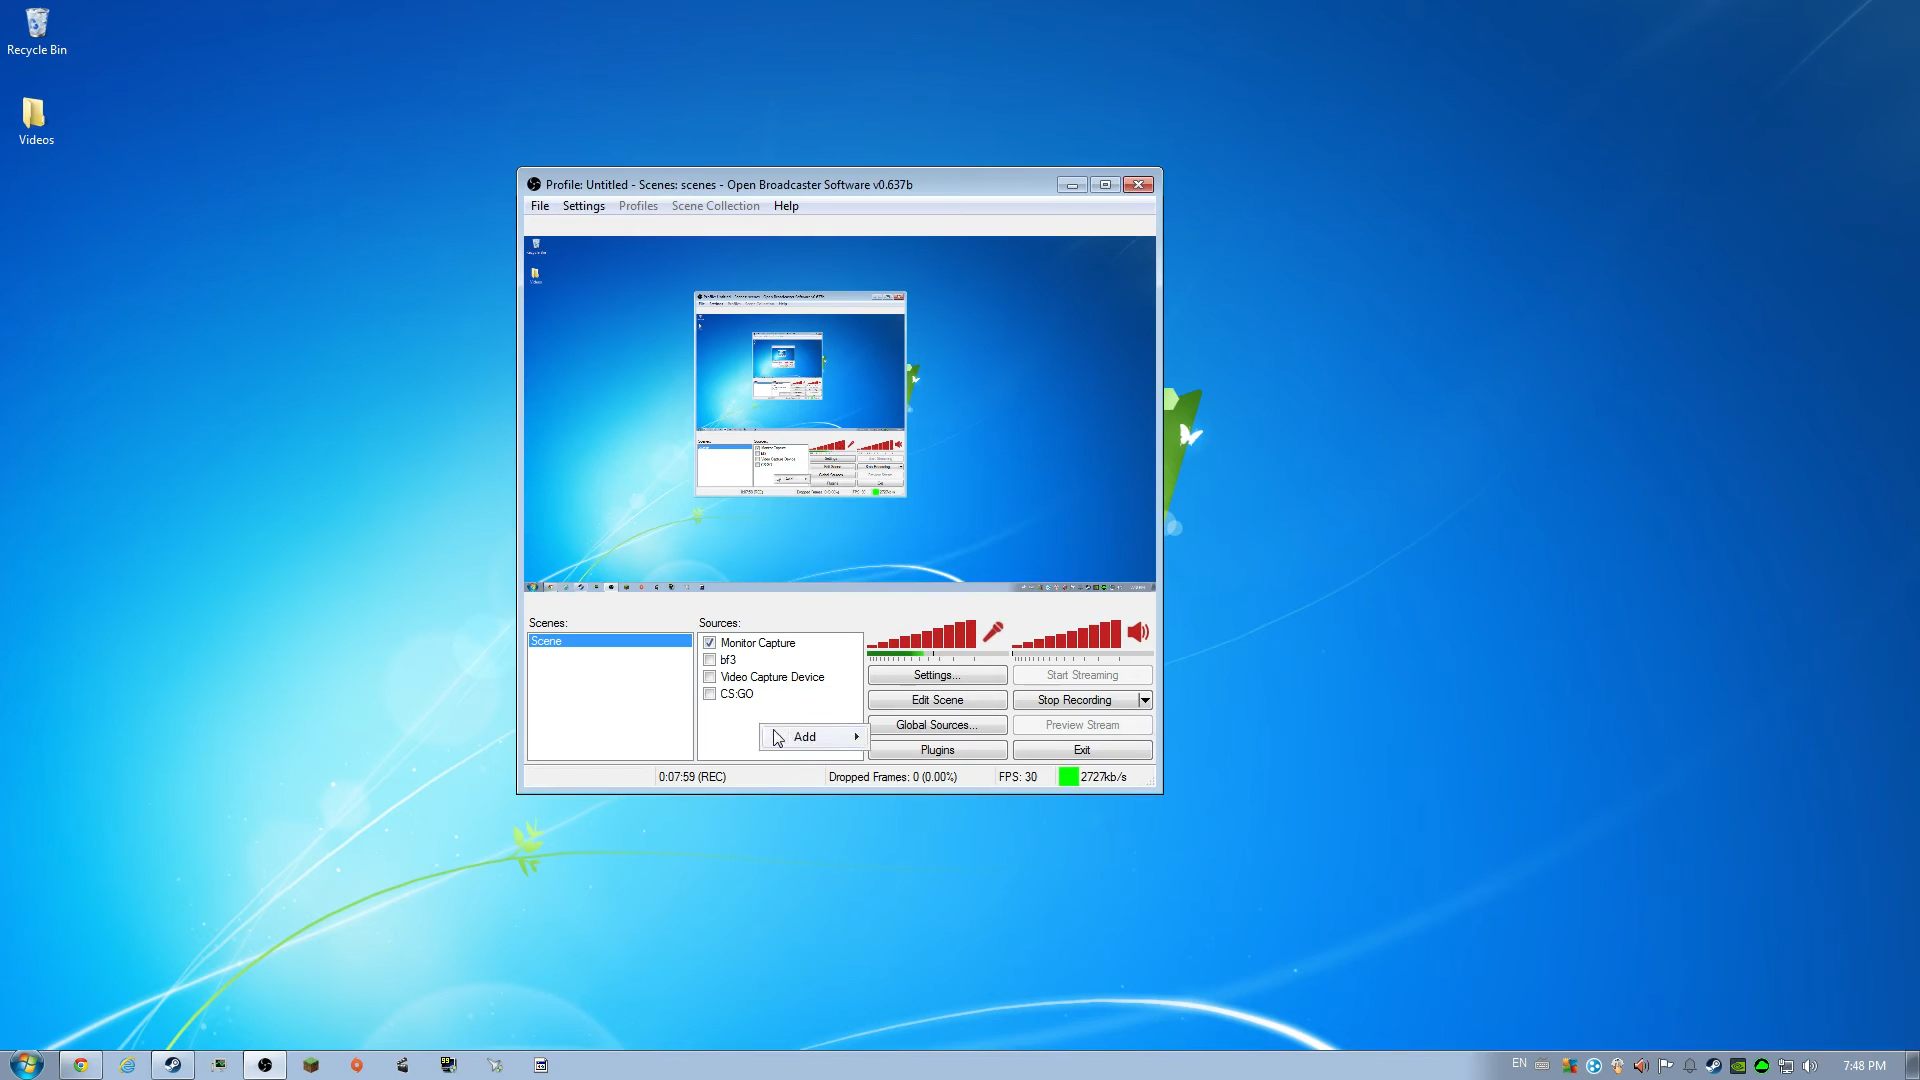 Recycle Bin
Videos
Profile: Untitled - Scenes: scenes - Open Broadcaster Software v0.637b
File Settings Profiles Scene Collection Help
Scenes:
Sources:
Scene
Monitor Capture
bf3
Video Capture Device
CS:GO
Add
Settings...
Start Streaming
Edit Scene
Stop Recording
Global Sources...
Preview Stream
Plugins
Exit
0:07:59 (REC)
Dropped Frames: 0 (0.00%)
FPS: 30
2727kb/s
EN
7:48 PM